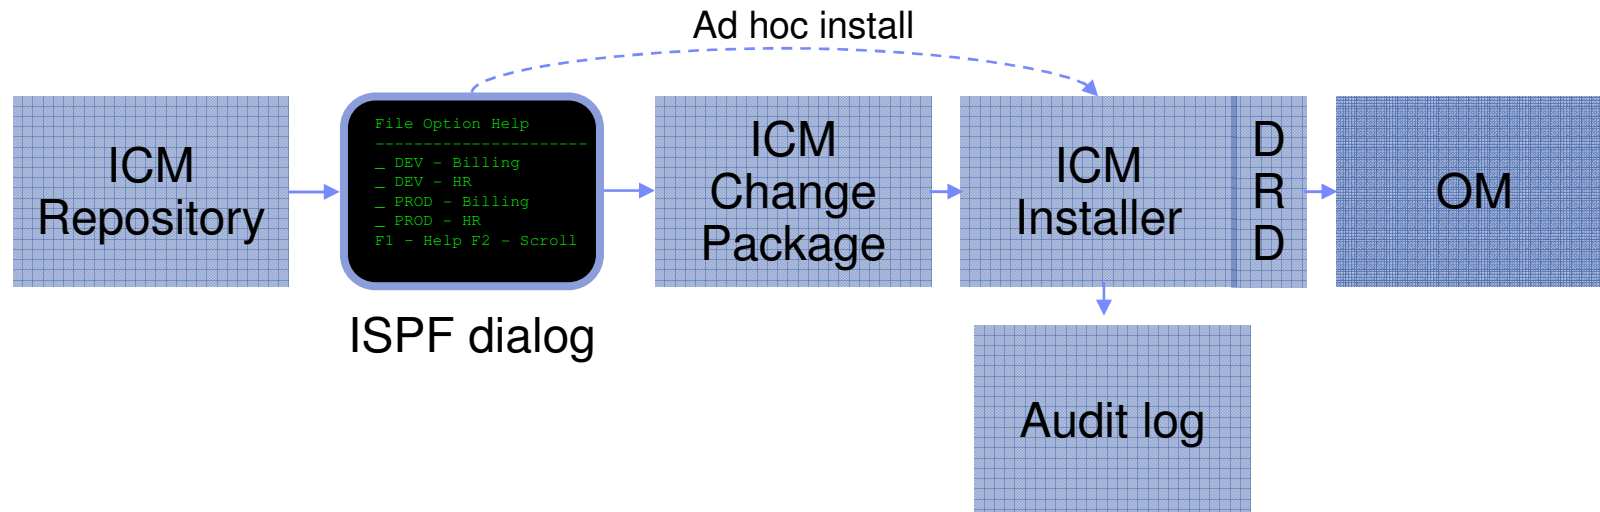 Ad hoc install
ICM
Repository
File Option Help
----------------------
_ DEV - Billing
_ DEV - HR
_ PROD - Billing
_ PROD - HR
F1 - Help F2 - Scroll
ISPF dialog
ICM
Change
Package
ICM
Installer
D
R
D
OM
Audit log